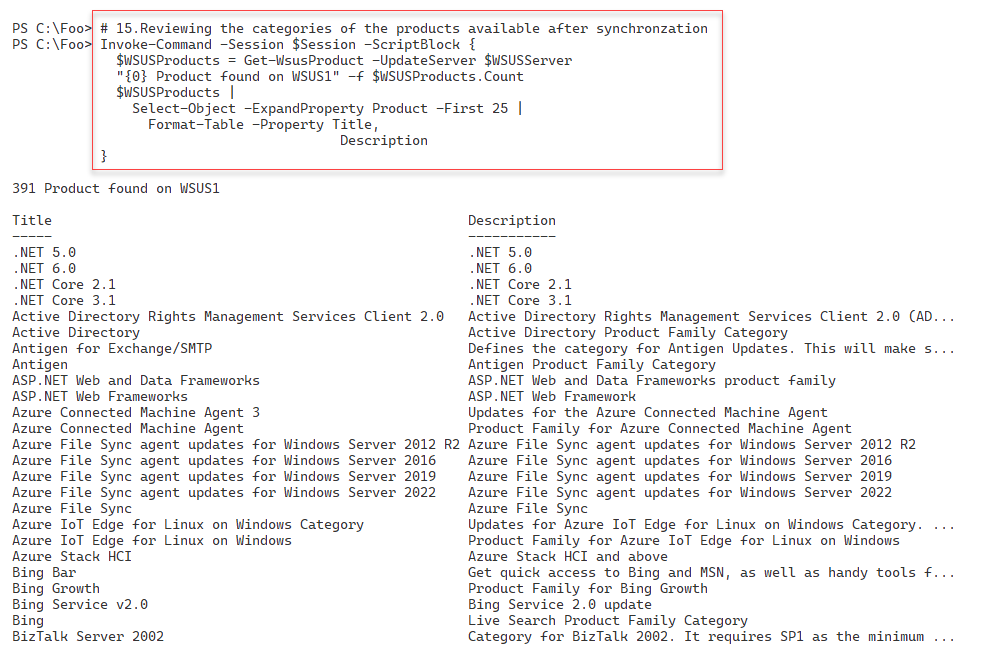 PS C:\Foo> # 15.Reviewing the categories of the products available after synchronzation
PS C:\Foo> Invoke-Command -Session $Session -ScriptBlock {
$WSUSProducts = Get-WsusProduct -UpdateServer $WSUSServer
"{0} Product found on WSUS1" -f $WSUSProducts.Count
$WSUSProducts |
Select-Object -ExpandProperty Product -First 25 |
Format-Table -Property Title,
Description
}
391 Product found on WSUS1
Title Description
----- -----------
.NET 5.0 .NET 5.0
.NET 6.0 .NET 6.0
.NET Core 2.1 .NET Core 2.1
.NET Core 3.1 .NET Core 3.1
Active Directory Rights Management Services Client 2.0 Active Directory Rights Management Services Client 2.0 (AD...
Active Directory Active Directory Product Family Category
Antigen for Exchange/SMTP Defines the category for Antigen Updates. This will make s...
Antigen Antigen Product Family Category
ASP.NET Web and Data Frameworks ASP.NET Web and Data Frameworks product family
ASP.NET Web Frameworks ASP.NET Web Framework
Azure Connected Machine Agent 3 Updates for the Azure Connected Machine Agent
Azure Connected Machine Agent Product Family for Azure Connected Machine Agent
Azure File Sync agent updates for Windows Server 2012 R2 Azure File Sync agent updates for Windows Server 2012 R2
Azure File Sync agent updates for Windows Server 2016 Azure File Sync agent updates for Windows Server 2016
Azure File Sync agent updates for Windows Server 2019 Azure File Sync agent updates for Windows Server 2019
Azure File Sync agent updates for Windows Server 2022 Azure File Sync agent updates for Windows Server 2022
Azure File Sync Azure File Sync
Azure IoT Edge for Linux on Windows Category Updates for Azure IoT Edge for Linux on Windows Category. ...
Azure IoT Edge for Linux on Windows Product Family for Azure IoT Edge for Linux on Windows
Azure Stack HCI Azure Stack HCI and above
Bing Bar Get quick access to Bing and MSN, as well as handy tools f...
Bing Growth Product Family for Bing Growth
Bing Service v2.0 Bing Service 2.0 update
Bing Live Search Product Family Category
BizTalk Server 2002 Category for BizTalk 2002. It requires SP1 as the minimum ...